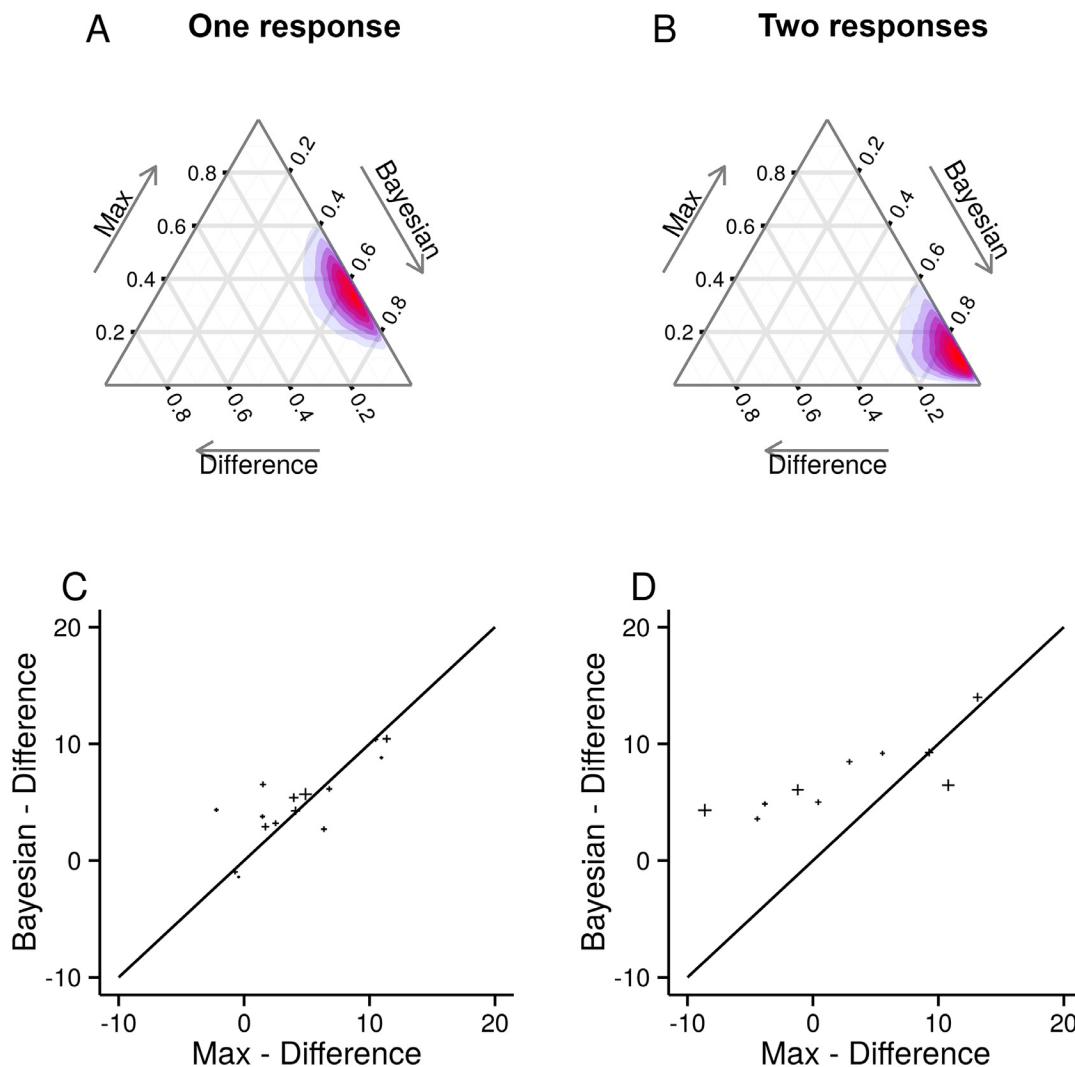 A One response
B Two responses
0.2
0.8
Max
Bayesian
0.4
0.6
0.6
0.4
0.8
0.2
0.8
0.6
0.4
0.2
Difference
0.2
0.8
Max
Bayesian
0.4
0.6
0.6
0.4
0.8
0.2
0.8
0.6
0.4
0.2
Difference
C
Bayesian - Difference
20
10
0
-10
-10 0 10 20
Max - Difference
D
Bayesian - Difference
20
10
0
-10
-10 0 10 20
Max - Difference